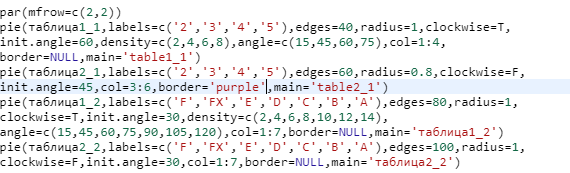 par(mfrow=c(2,2))
pie(таблица1_1,labels=c('2','3','4','5'),edges=40,radius=1,clockwise=T,
init.angle=60,density=c(2,4,6,8),angle=c(15,45,60,75),col=1:4,
border=NULL,main='table1_1')
pie(таблица2_1,labels=c('2','3','4','5'),edges=60,radius=0.8,clockwise=F,
init.angle=45,col=3:6,border='purple',main='table2_1')
pie(таблица1_2,labels=c('F','FX','E','D','C','B','A'),edges=80,radius=1,
clockwise=T,init.angle=30,density=c(2,4,6,8,10,12,14),
angle=c(15,45,60,75,90,105,120),col=1:7,border=NULL,main='таблица1_2')
pie(таблица2_2,labels=c('F','FX','E','D','C','B','A'),edges=100,radius=1,
clockwise=F,init.angle=30,col=1:7,border=NULL,main='таблица2_2')